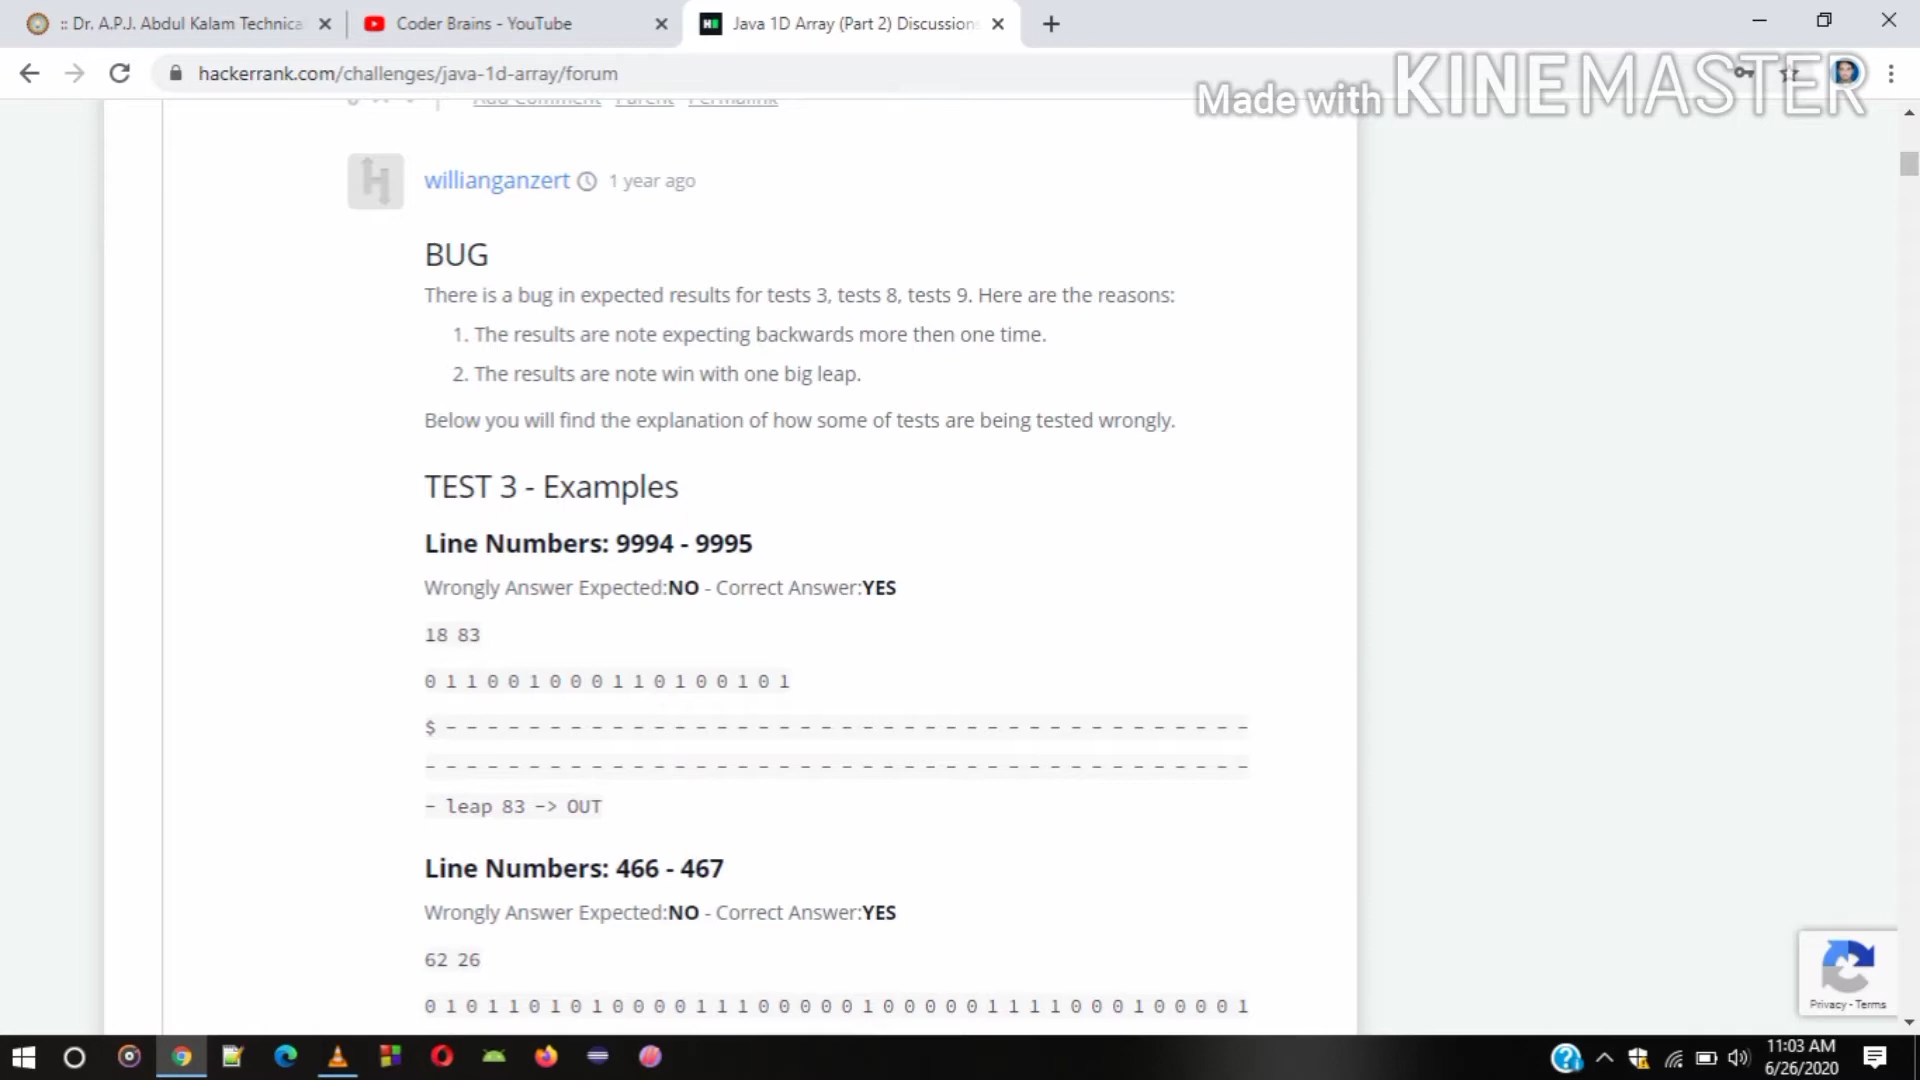 :: Dr. A.P.J. Abdul Kalam Technica
Coder Brains - YouTube
Java 1D Array (Part 2) Discussion
hackerrank.com/challenges/java-1d-array/forum
Made with KINEMASTER
Add Comment Parent Permalink
willianganzert 1 year ago
BUG
There is a bug in expected results for tests 3, tests 8, tests 9. Here are the reasons:
1. The results are note expecting backwards more then one time.
2. The results are note win with one big leap.
Below you will find the explanation of how some of tests are being tested wrongly.
TEST 3 - Examples
Line Numbers: 9994 - 9995
Wrongly Answer Expected:NO - Correct Answer:YES
18 83
0 1 1 0 0 1 0 0 0 1 1 0 1 0 0 1 0 1
$ - - - - - - - - - - - - - - - - - - - - - - - - - - - - - - - - - - - - - - -
- - - - - - - - - - - - - - - - - - - - - - - - - - - - - - - - - - - - - - - -
- leap 83 -> OUT
Line Numbers: 466 - 467
Wrongly Answer Expected:NO - Correct Answer:YES
62 26
0 1 0 1 1 0 1 0 1 0 0 0 0 1 1 1 0 0 0 0 0 1 0 0 0 0 0 1 1 1 1 0 0 0 1 0 0 0 0 1
Privacy - Terms
11:03 AM
6/26/2020